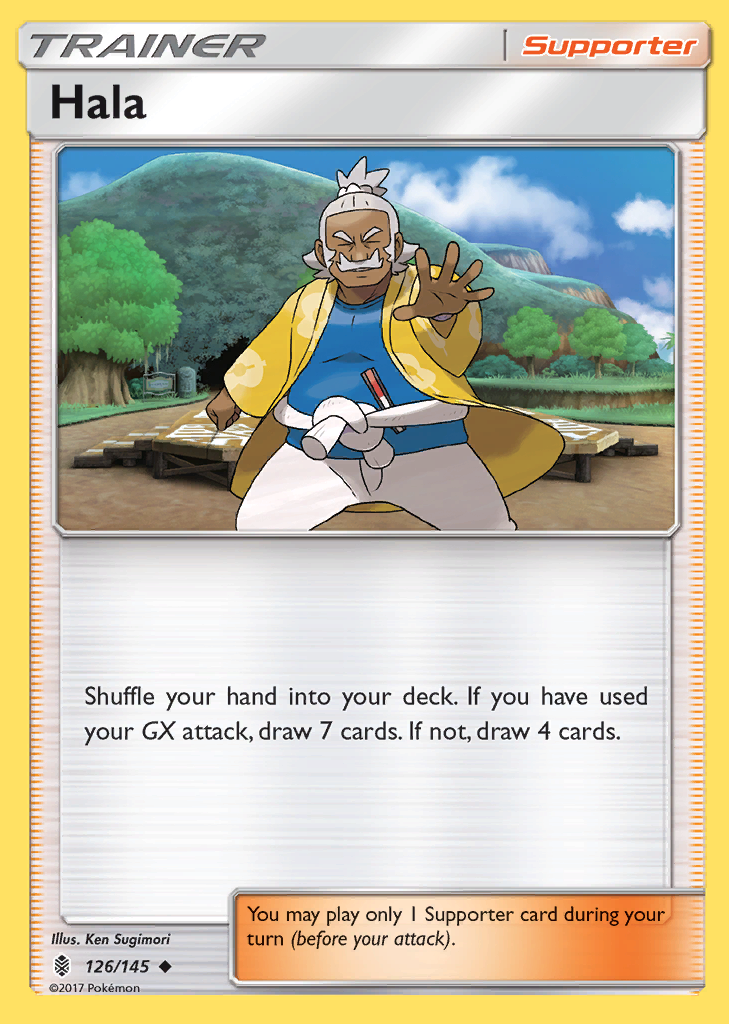 TRAINER
Supporter
Hala
Shuffle your hand into your deck. If you have used
your GX attack, draw 7 cards. If not, draw 4 cards.
You may play only 1 Supporter card during your
turn (before your attack).
Illus. Ken Sugimori
126/145 ◆
©2017 Pokémon